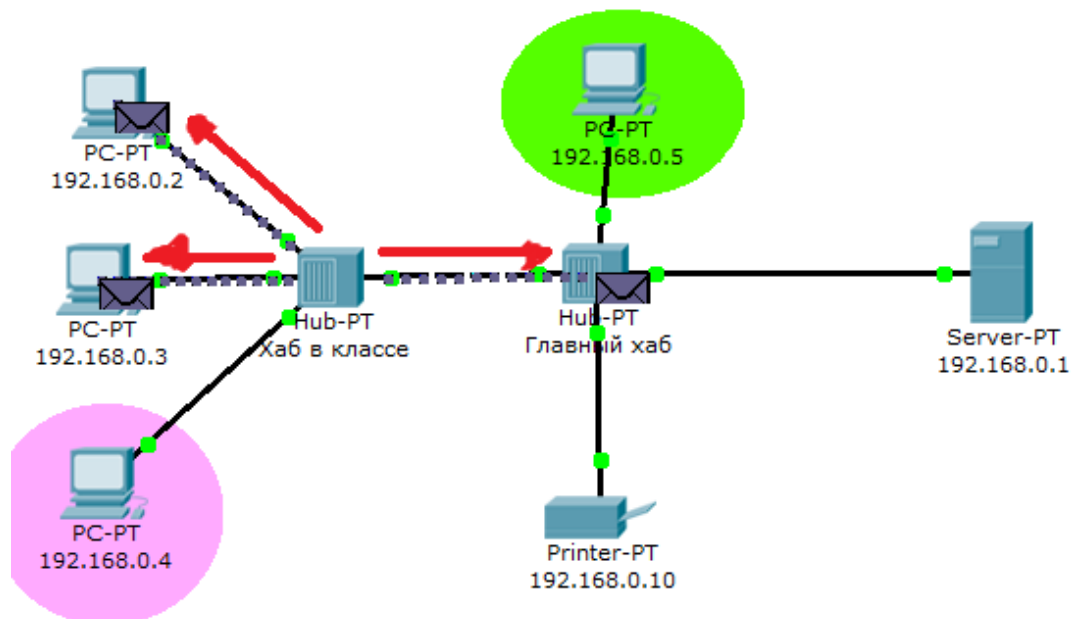 PC-PT
192.168.0.2
PC-PT
192.168.0.5
PC-PT
192.168.0.3
Hub-PT
Хаб в классе
Hub-PT
Главный хаб
Server-PT
192.168.0.1
PC-PT
192.168.0.4
Printer-PT
192.168.0.10